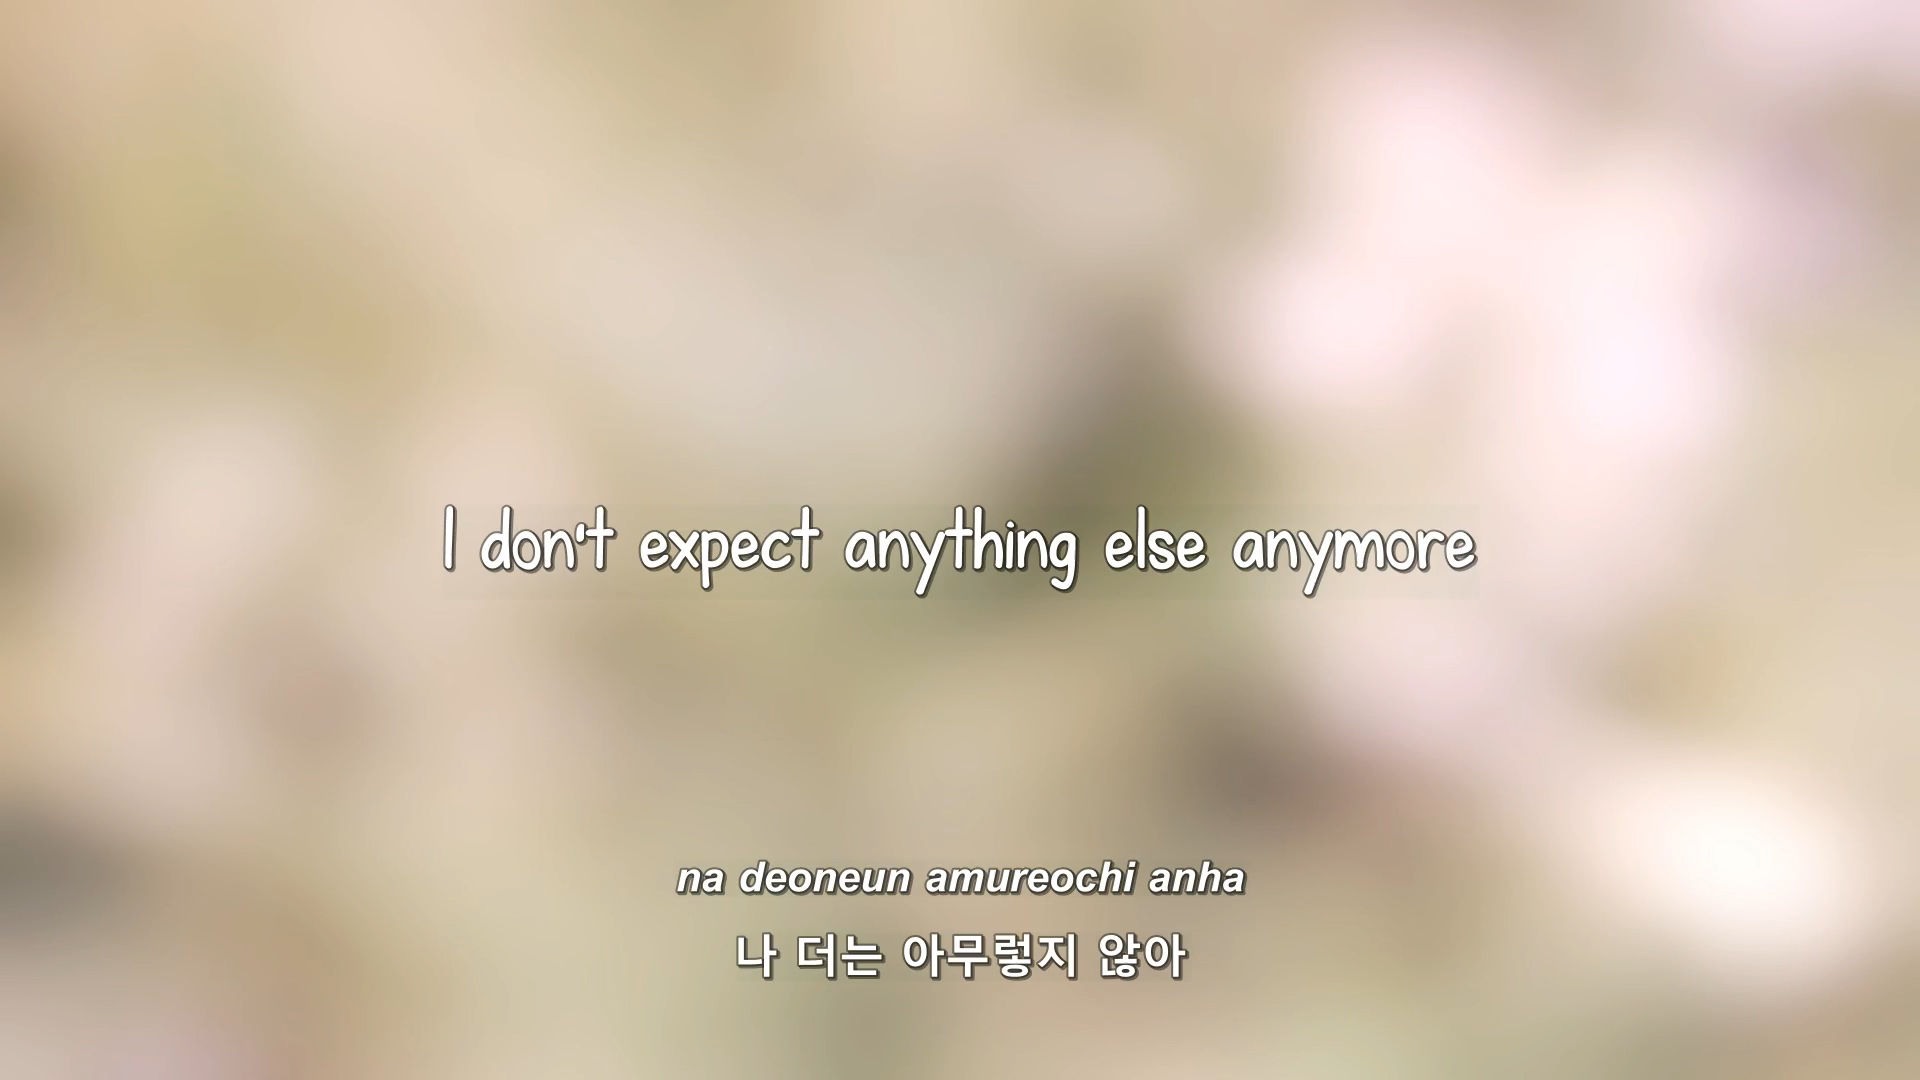 I don't expect anything else anymore
na deoneun amureochi anha
나 더는 아무렇지 않아